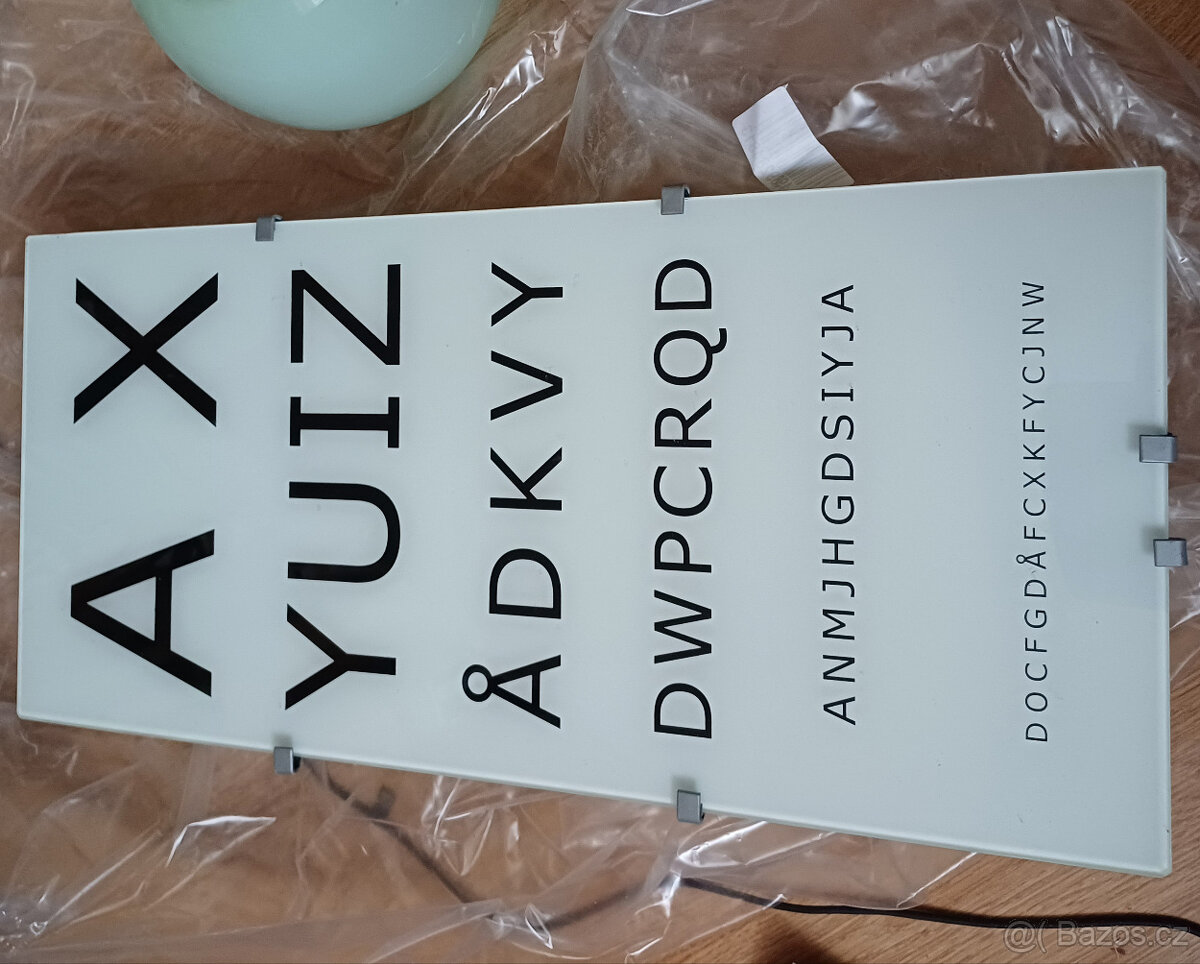 A X
YUIZ
ÅDKVY
DWPCRQD
ANMJHGDSIYJA
DOCFGDÅFCXKFYCJNW
@( Bazos.cz